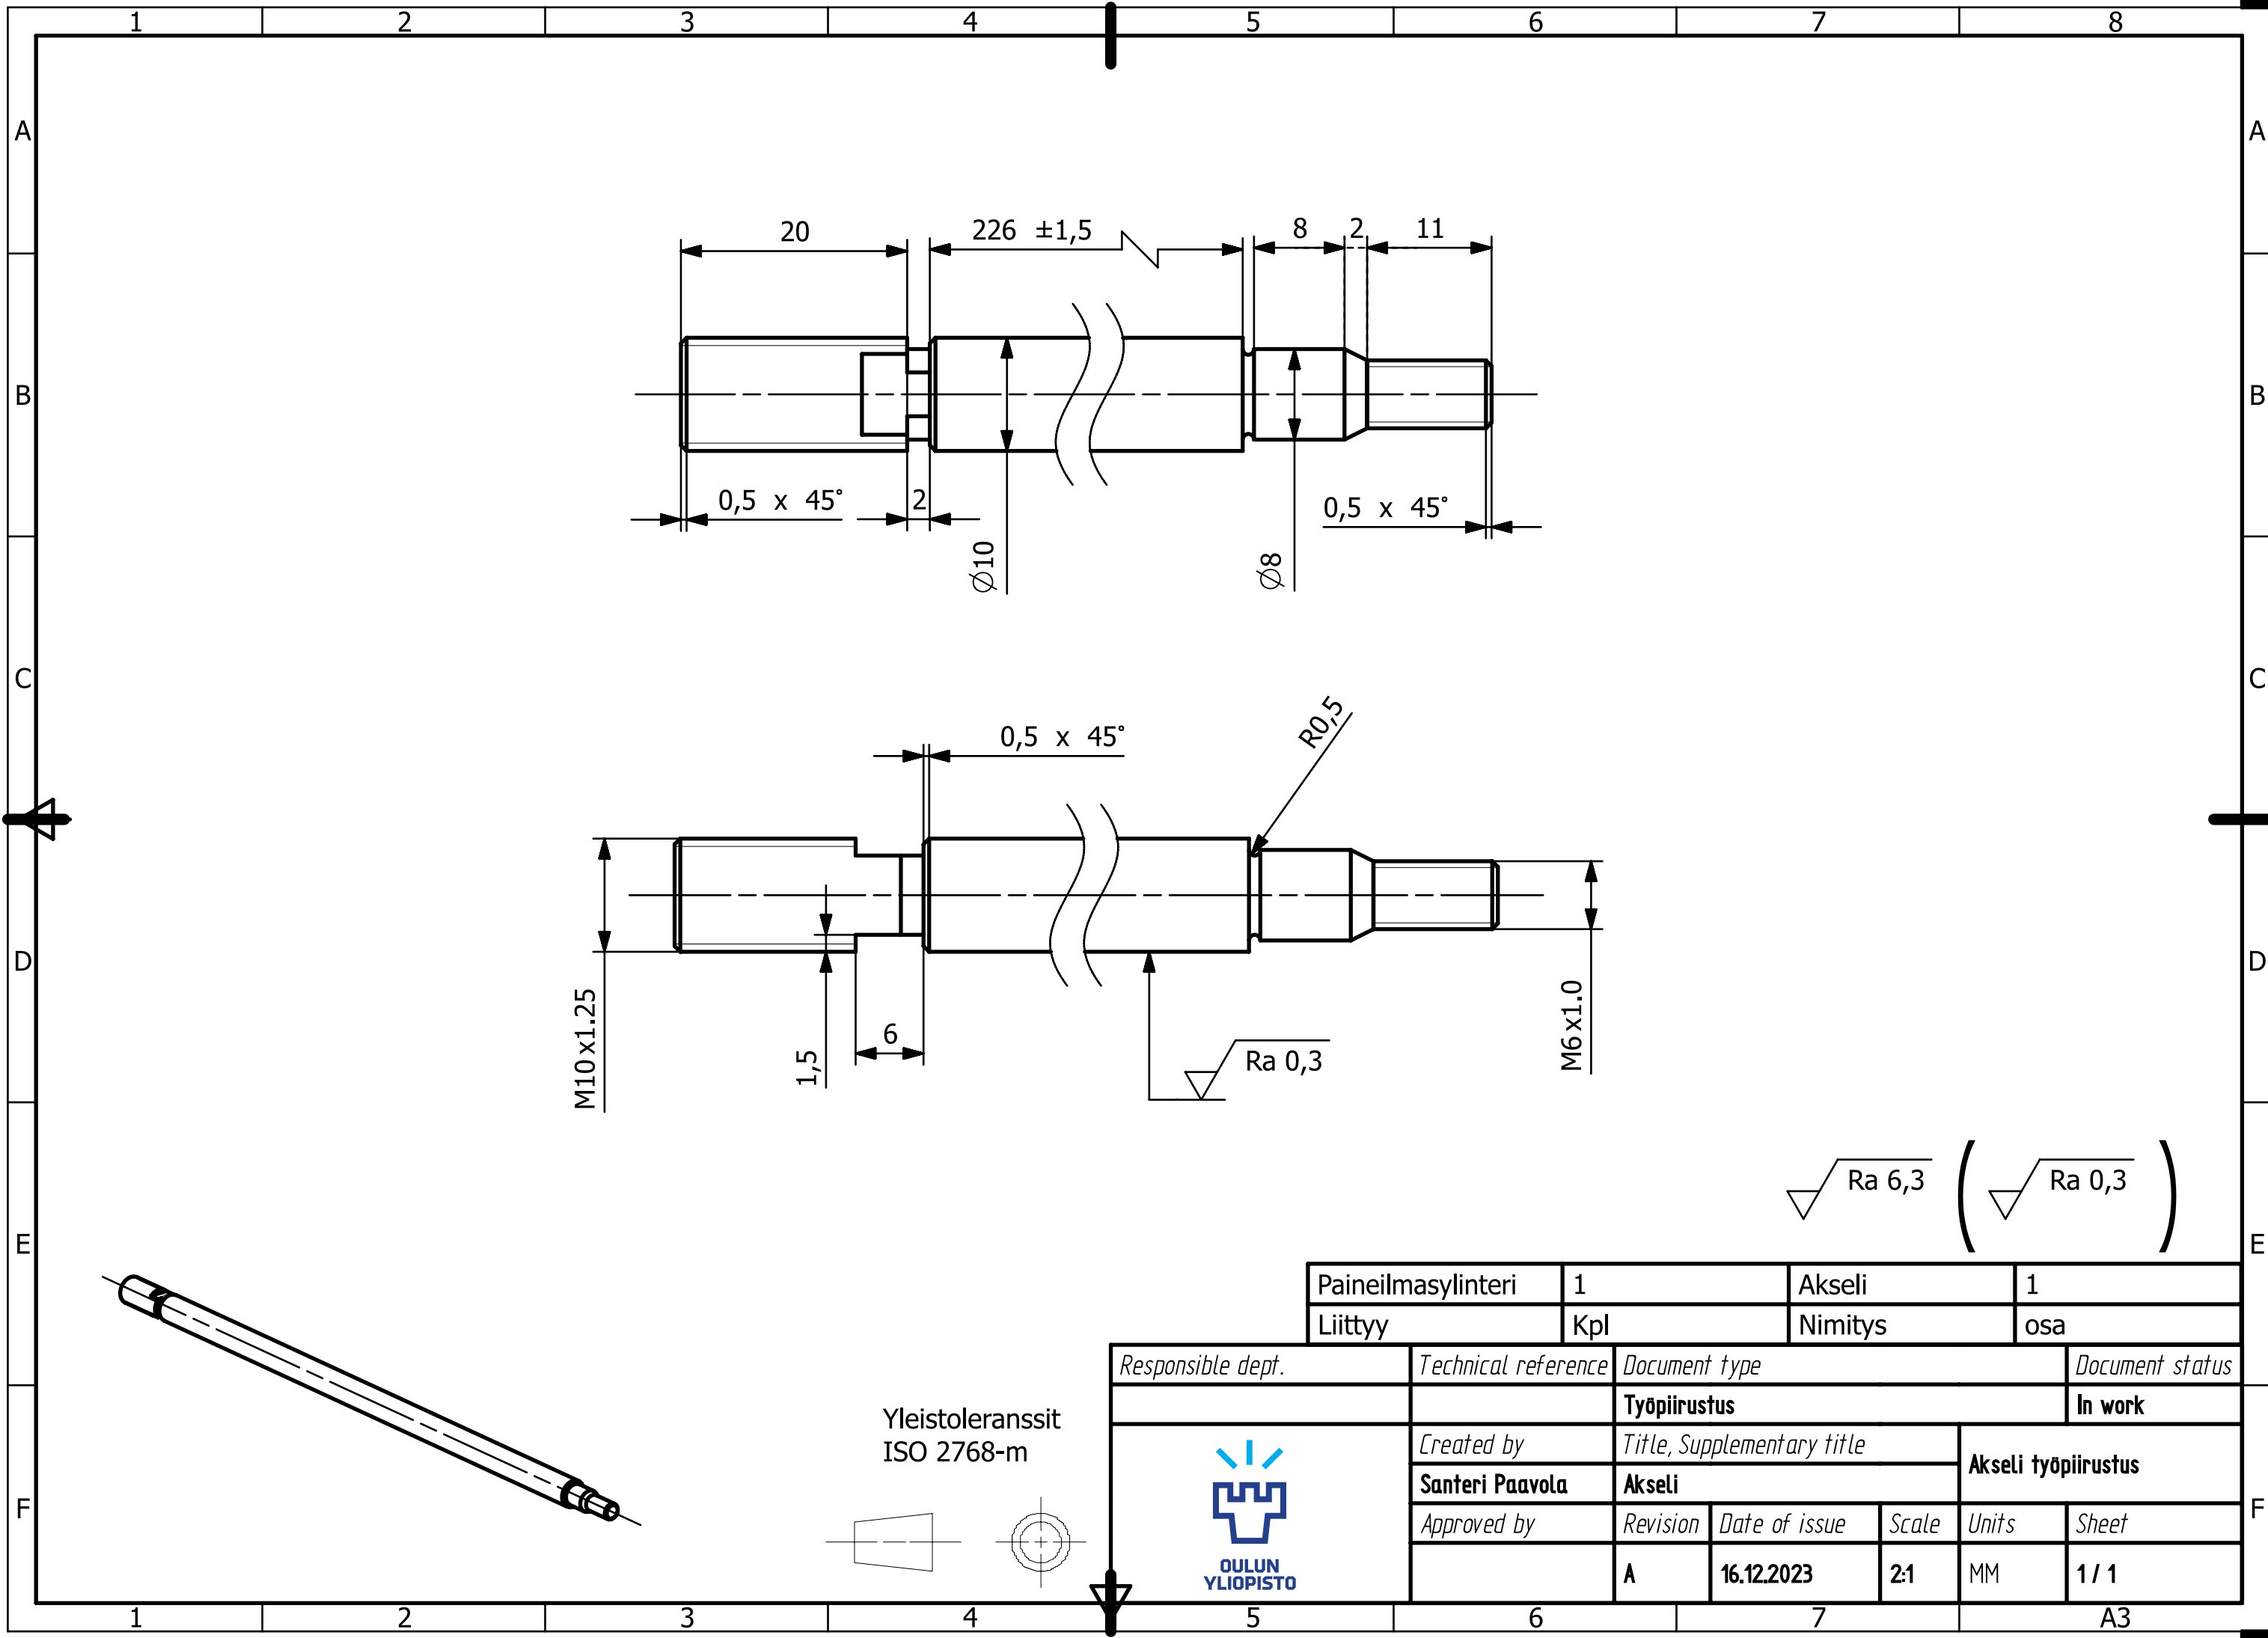 1 2 3 4 5 6 7 8
A A
B B
C C
D D
E E
F F
20
226 ±1,5
8
2
11
0,5 x 45°
2
0,5 x 45°
Ø10
Ø8
0,5 x 45°
R0,5
M10x1.25
1,5
6
Ra 0,3
M6x1.0
Ra 6,3
Ra 0,3
Paineilmasylinteri 1 Akseli 1
Liittyy Kpl Nimitys osa
Responsible dept. Technical reference Document type Document status
Työpiirustus In work
Created by Title, Supplementary title
Akseli työpiirustus
Santeri Paavola Akseli
Approved by Revision Date of issue Scale Units Sheet
A 16.12.2023 2:1 MM 1 / 1
Yleistoleranssit
ISO 2768-m
OULUN
YLIOPISTO
1 2 3 4 5 6 7 A3